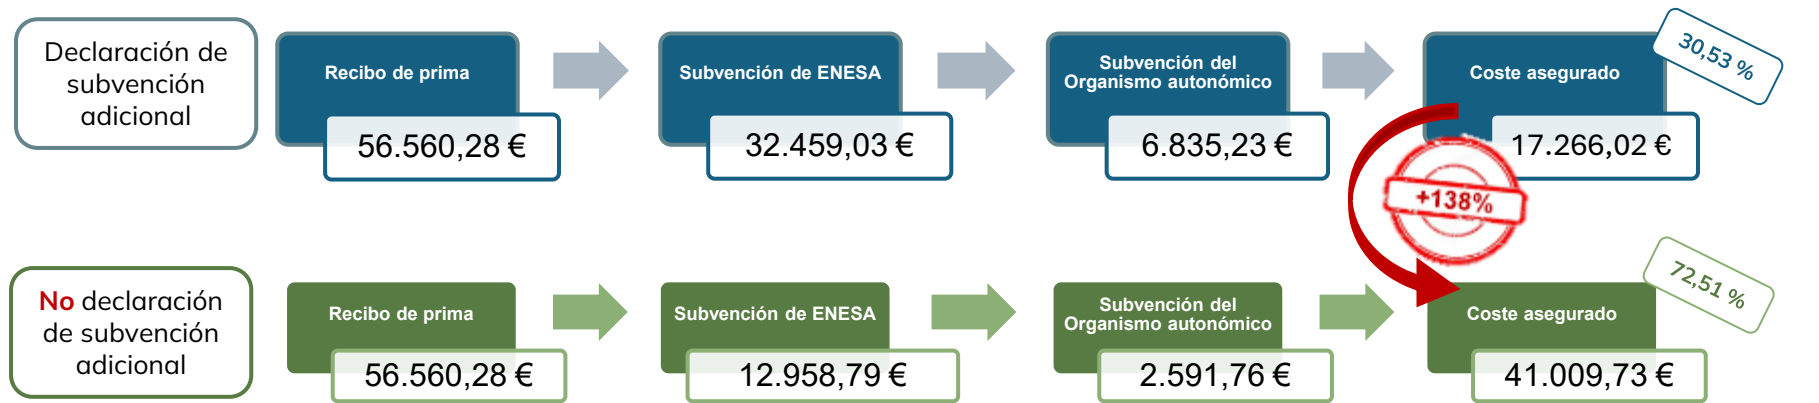 Declaración de
subvención
adicional
Recibo de prima
56.560,28 €
Subvención de ENESA
32.459,03 €
Subvención del
Organismo autonómico
6.835,23 €
Coste asegurado
17.266,02 €
30,53 %
+138%
No declaración
de subvención
adicional
Recibo de prima
56.560,28 €
Subvención de ENESA
12.958,79 €
Subvención del
Organismo autonómico
2.591,76 €
Coste asegurado
41.009,73 €
72,51 %